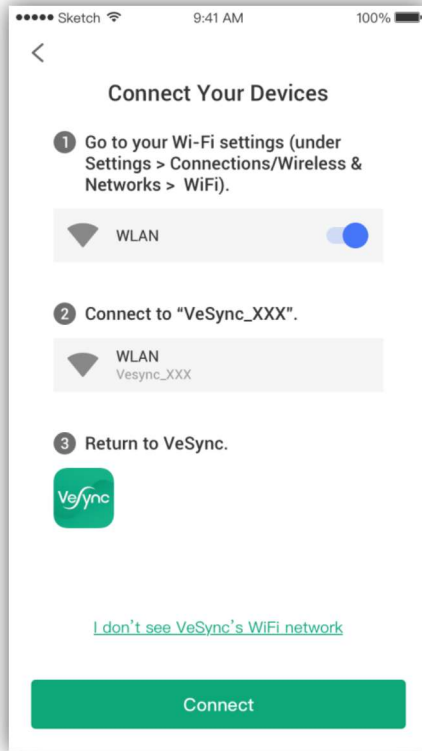 Sketch 9:41 AM 100%
Connect Your Devices
1 Go to your Wi-Fi settings (under
Settings > Connections/Wireless &
Networks > WiFi).
WLAN
2 Connect to “VeSync_XXX”.
WLAN
Vesync_XXX
3 Return to VeSync.
VeSync
I don't see VeSync's WiFi network
Connect